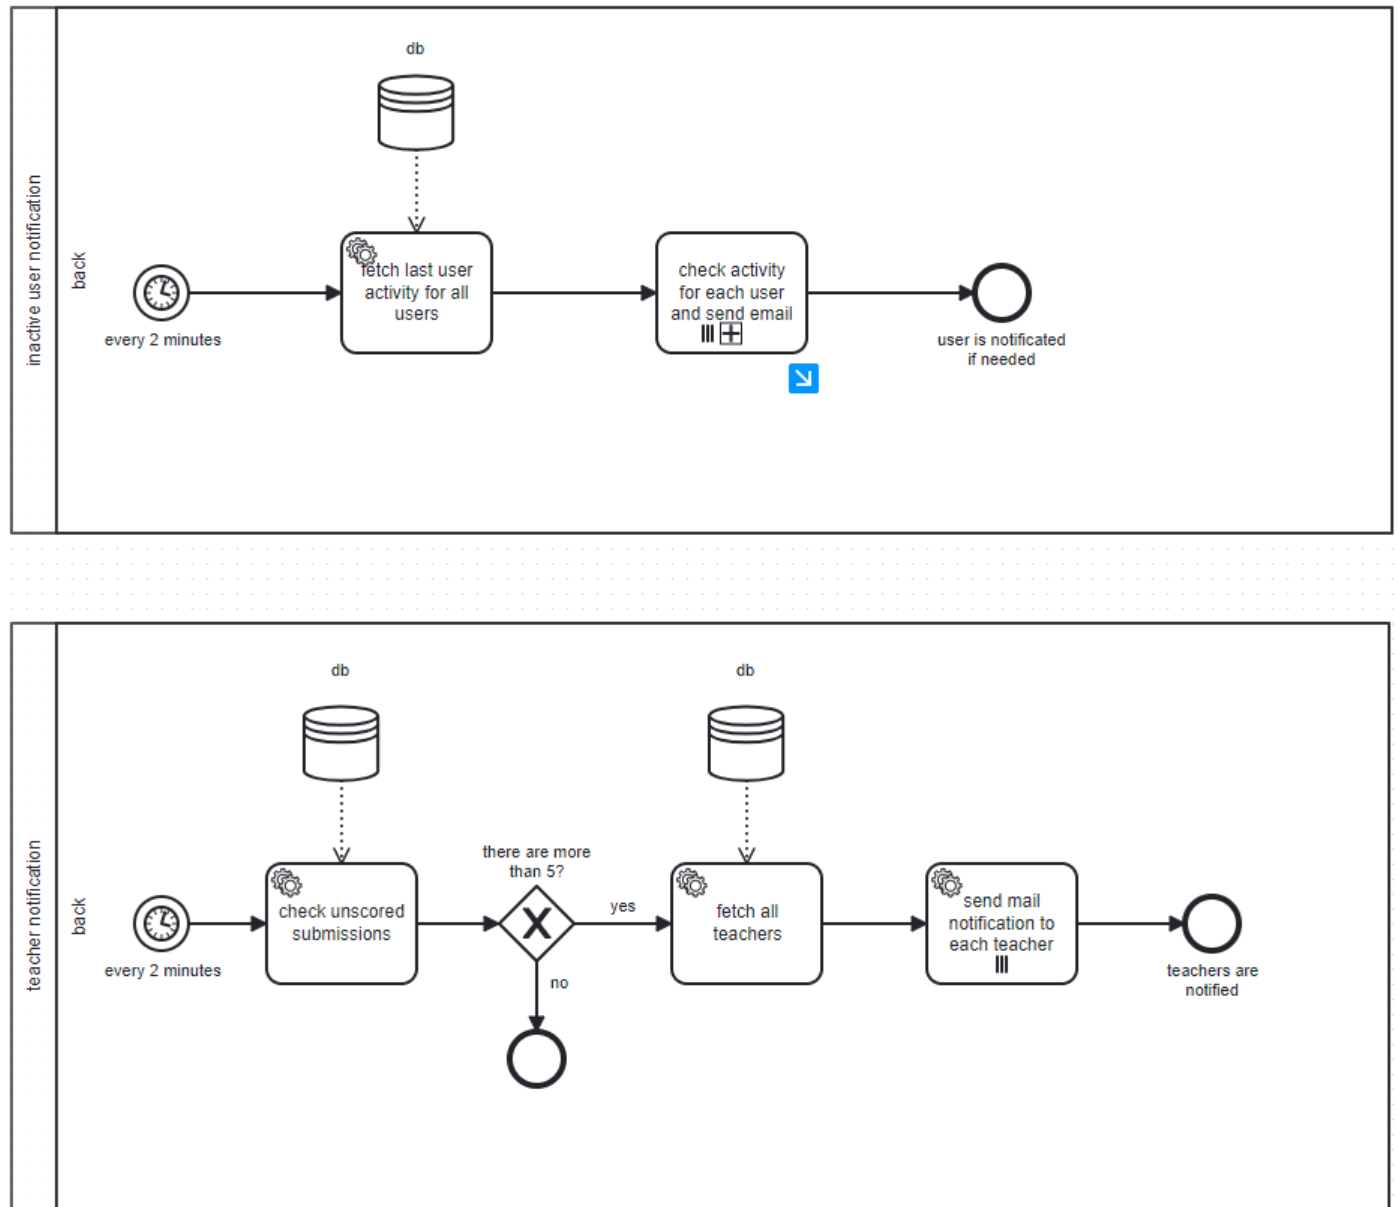 inactive user notification
back
db
every 2 minutes
fetch last user
activity for all
users
check activity
for each user
and send email
user is notificated
if needed
teacher notification
back
db
db
every 2 minutes
check unscored
submissions
there are more
than 5?
yes
no
fetch all
teachers
send mail
notification to
each teacher
teachers are
notified